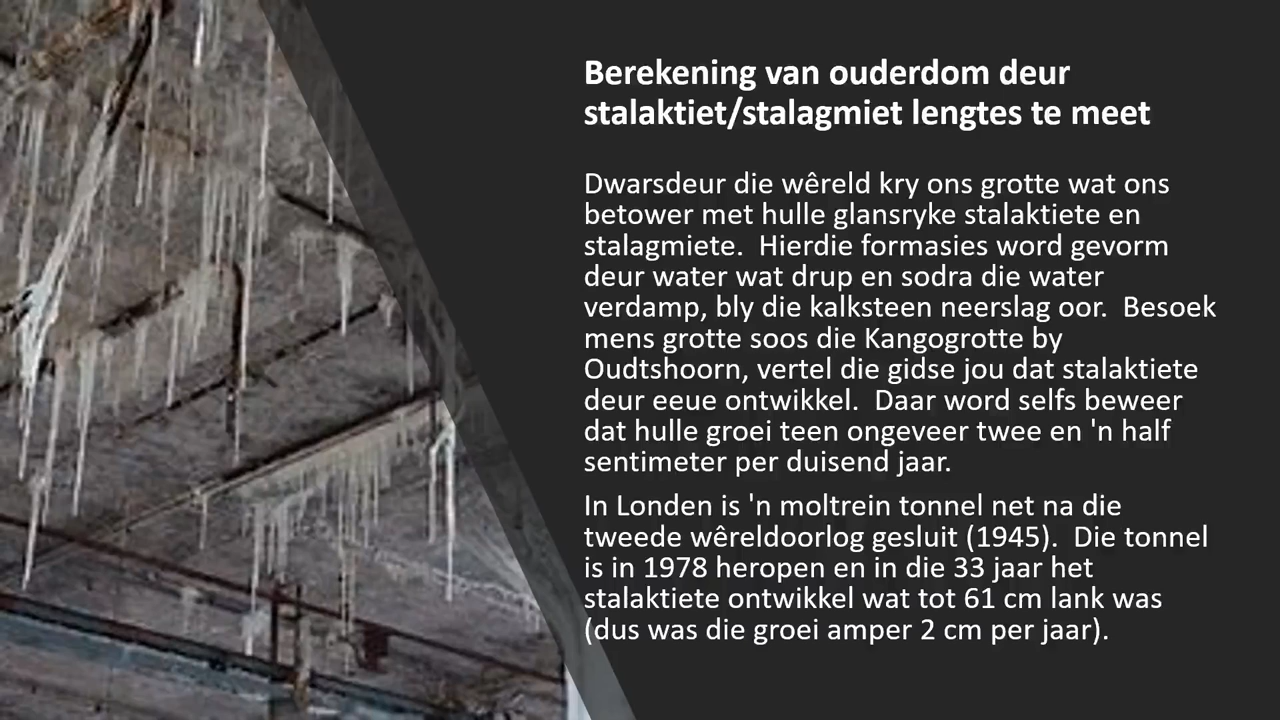 Berekening van ouderdom deur
stalaktiet/stalagmiet lengtes te meet
Dwarsdeur die wêreld kry ons grotte wat ons
betower met hulle glansryke stalaktiete en
stalagmiete.  Hierdie formasies word gevorm
deur water wat drup en sodra die water
verdamp, bly die kalksteen neerslag oor.  Besoek
mens grotte soos die Kangogrotte by
Oudtshoorn, vertel die gidse jou dat stalaktiete
deur eeue ontwikkel.  Daar word selfs beweer
dat hulle groei teen ongeveer twee en 'n half
sentimeter per duisend jaar.
In Londen is 'n moltrein tonnel net na die
tweede wêreldoorlog gesluit (1945).  Die tonnel
is in 1978 heropen en in die 33 jaar het
stalaktiete ontwikkel wat tot 61 cm lank was
(dus was die groei amper 2 cm per jaar).